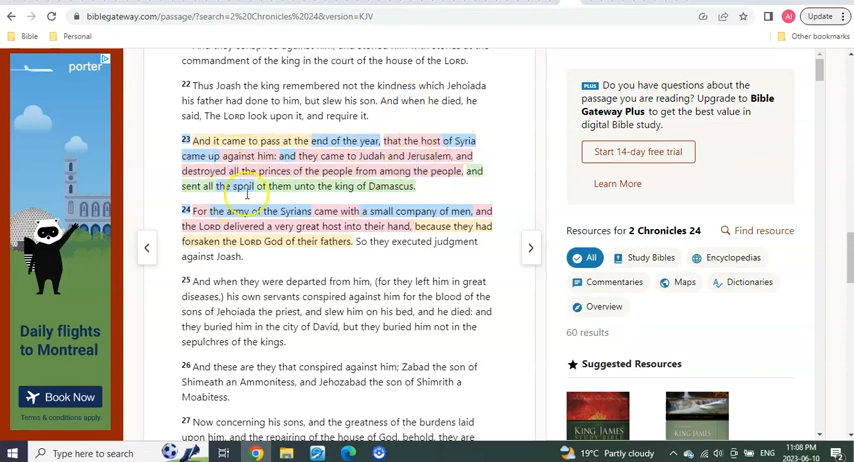 biblegateway.com/passage/?search=2%20Chronicles%2024&version=KJV
AI
Update
Bible
Personal
Other bookmarks
porter
Daily flights
to Montreal
Book Now
Terms & conditions apply.
And they conspired against him, and stoned him with stones at the
commandment of the king in the court of the house of the LORD.
22 Thus Joash the king remembered not the kindness which Jehoiada
his father had done to him, but slew his son. And when he died, he
said, The LORD look upon it, and require it.
23 And it came to pass at the end of the year, that the host of Syria
came up against him: and they came to Judah and Jerusalem, and
destroyed all the princes of the people from among the people, and
sent all the spoil of them unto the king of Damascus.
24 For the army of the Syrians came with a small company of men, and
the LORD delivered a very great host into their hand, because they had
forsaken the LORD God of their fathers. So they executed judgment
against Joash.
25 And when they were departed from him, (for they left him in great
diseases,) his own servants conspired against him for the blood of the
sons of Jehoiada the priest, and slew him on his bed, and he died: and
they buried him in the city of David, but they buried him not in the
sepulchres of the kings.
26 And these are they that conspired against him; Zabad the son of
Shimeath an Ammonitess, and Jehozabad the son of Shimrith a
Moabitess.
27 Now concerning his sons, and the greatness of the burdens laid
upon him, and the repairing of the house of God, behold, they are
PLUS Do you have questions about the
passage you are reading? Upgrade to Bible
Gateway Plus to get the best value in
digital Bible study.
Start 14-day free trial
Learn More
Resources for 2 Chronicles 24
Find resource
All
Study Bibles
Encyclopedias
Commentaries
Maps
Dictionaries
Overview
60 results
Suggested Resources
KING JAMES
KING JAMES
Type here to search
19°C Partly cloudy
ENG
11:08 PM
2023-06-10
2